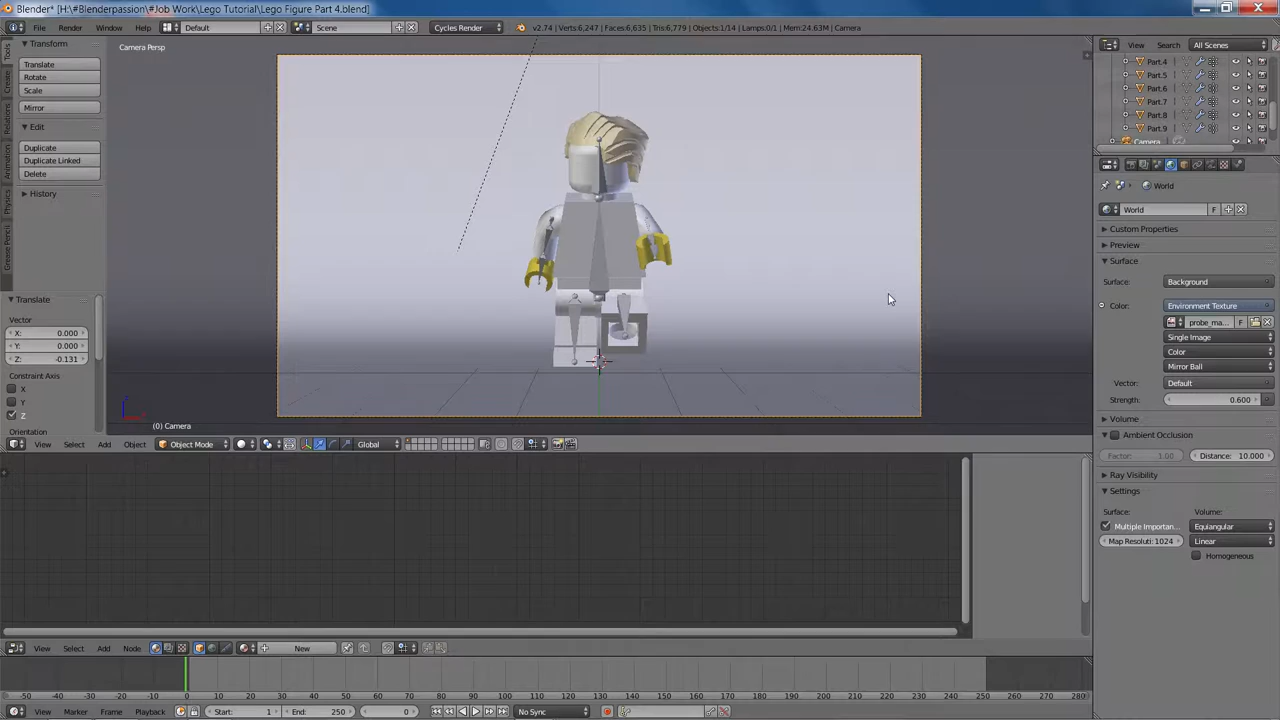 Blender* [H:\#Blenderpassion\#Job Work\Lego Tutorial\Lego Figure Part 4.blend]
File Render Window Help Default Scene Cycles Render v2.74 | Verts:6,247 | Faces:6,635 | Tris:6,779 | Objects:1/14 | Lamps:0/1 | Mem:24.63M | Camera
Transform
Translate
Rotate
Scale
Mirror
Edit
Duplicate
Duplicate Linked
Delete
History
Tools
Create
Relations
Animation
Physics
Grease Pencil
Translate
Vector
X: 0.000
Y: 0.000
Z: -0.131
Constraint Axis
X
Y
Z
Orientation
Camera Persp
(0) Camera
View Select Add Object Object Mode Global
View Search All Scenes
Part.4
Part.5
Part.6
Part.7
Part.8
Part.9
Camera
World
World F
Custom Properties
Preview
Surface
Surface: Background
Color: Environment Texture
probe_ma... F
Single Image
Color
Mirror Ball
Vector: Default
Strength: 0.600
Volume
Ambient Occlusion
Factor: 1.00 Distance: 10.000
Ray Visibility
Settings
Surface: Volume:
Multiple Importan... Equiangular
Map Resoluti: 1024 Linear
Homogeneous
View Select Add Node New
-50 -40 -30 -20 -10 0 10 20 30 40 50 60 70 80 90 100 110 120 130 140 150 160 170 180 190 200 210 220 230 240 250 260 270 280
View Marker Frame Playback Start: 1 End: 250 0 No Sync